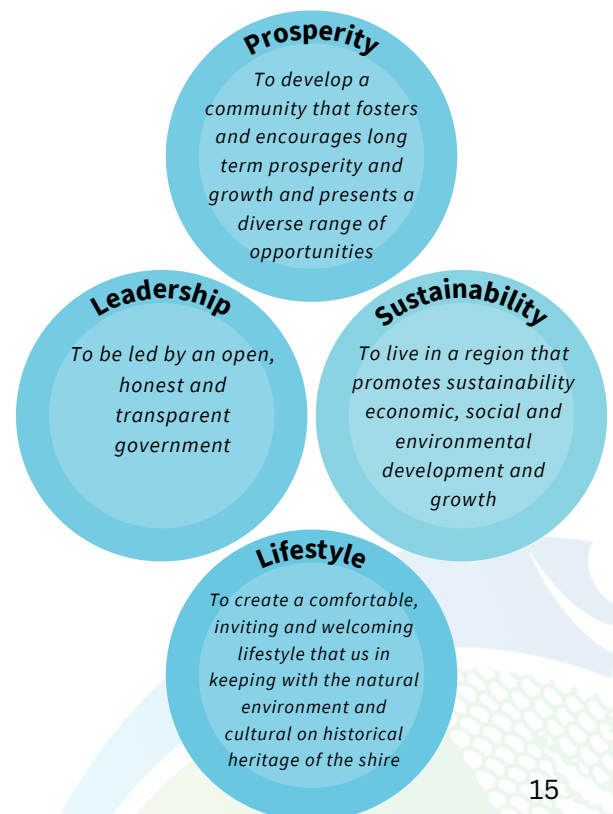 Prosperity
To develop a
community that fosters
and encourages long
term prosperity and
growth and presents a
diverse range of
opportunities
Leadership
To be led by an open,
honest and
transparent
government
Sustainability
To live in a region that
promotes sustainability
economic, social and
environmental
development and
growth
Lifestyle
To create a comfortable,
inviting and welcoming
lifestyle that us in
keeping with the natural
environment and
cultural on historical
heritage of the shire
15